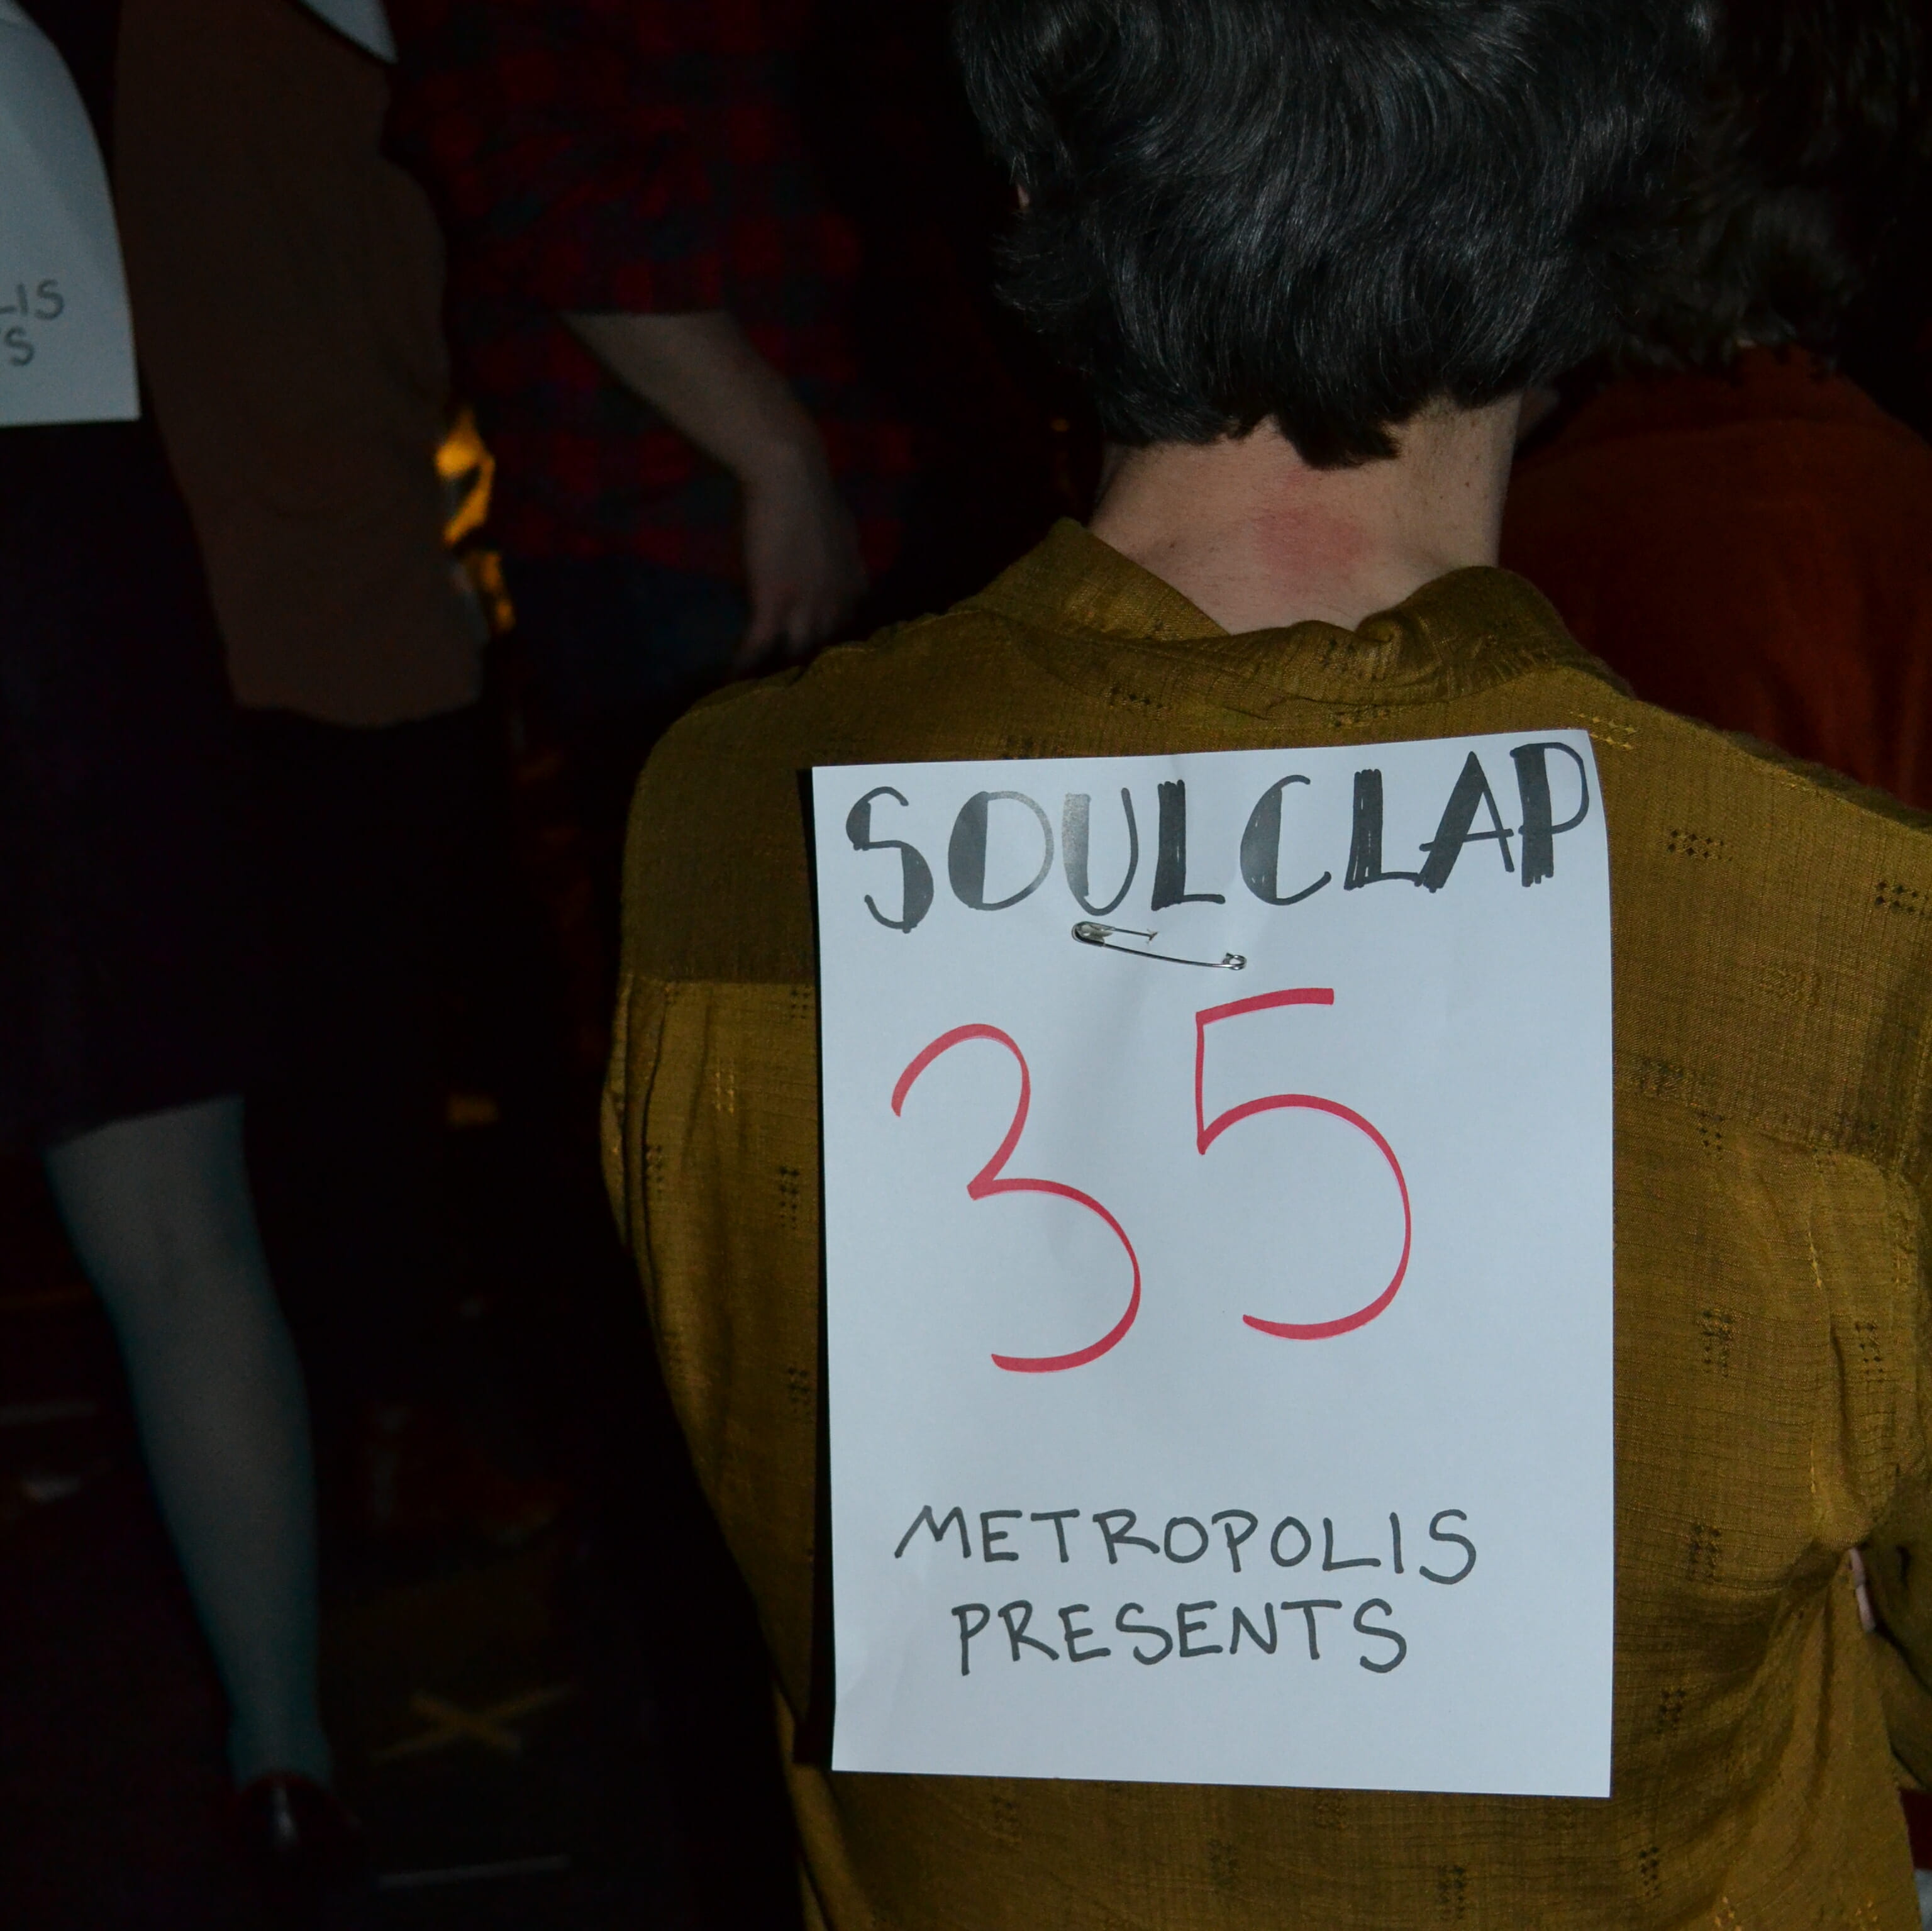 SOULCLAP
35
METROPOLIS
PRESENTS